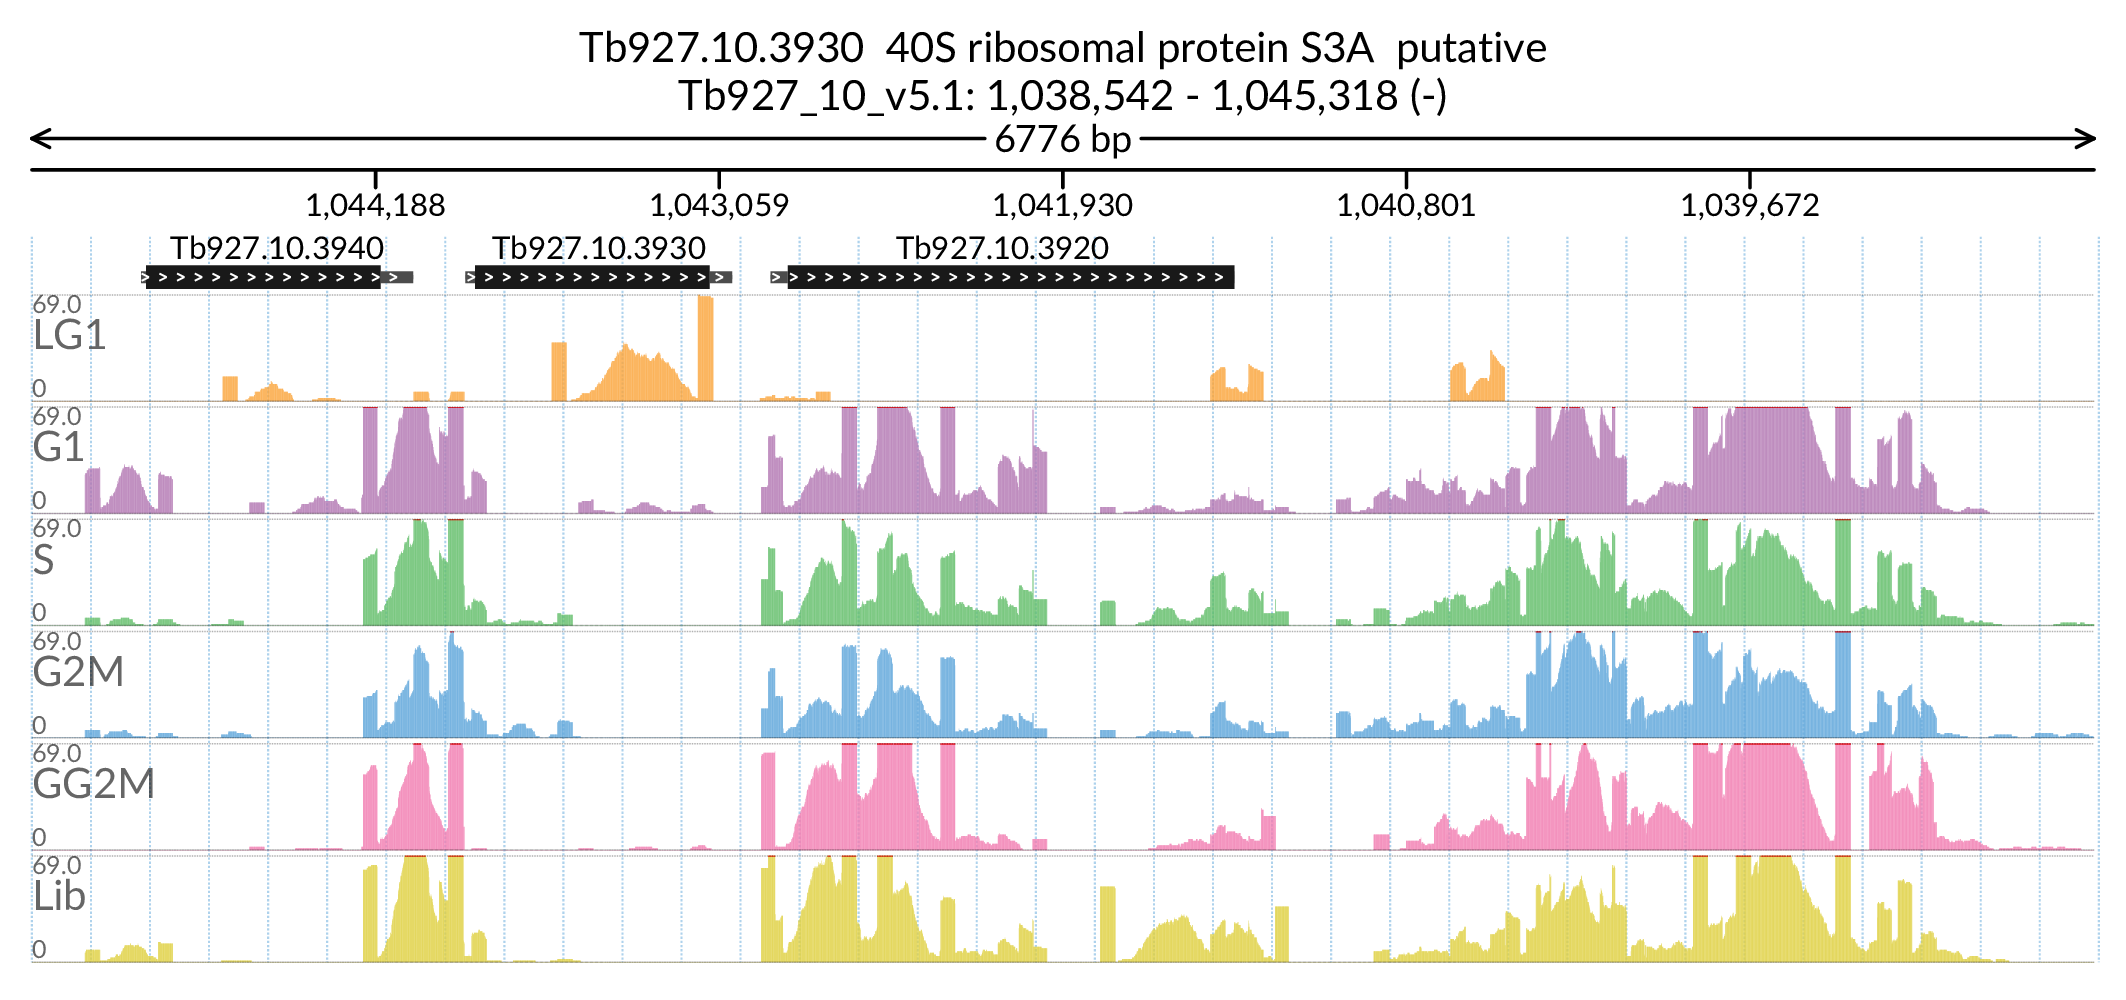 Tb927.10.3930  40S ribosomal protein S3A  putative
Tb927_10_v5.1: 1,038,542 - 1,045,318 (-)
6776 bp
1,044,188 1,043,059 1,041,930 1,040,801 1,039,672
Tb927.10.3940 Tb927.10.3930 Tb927.10.3920
69.0
LG1
0
69.0
G1
0
69.0
S
0
69.0
G2M
0
69.0
GG2M
0
69.0
Lib
0